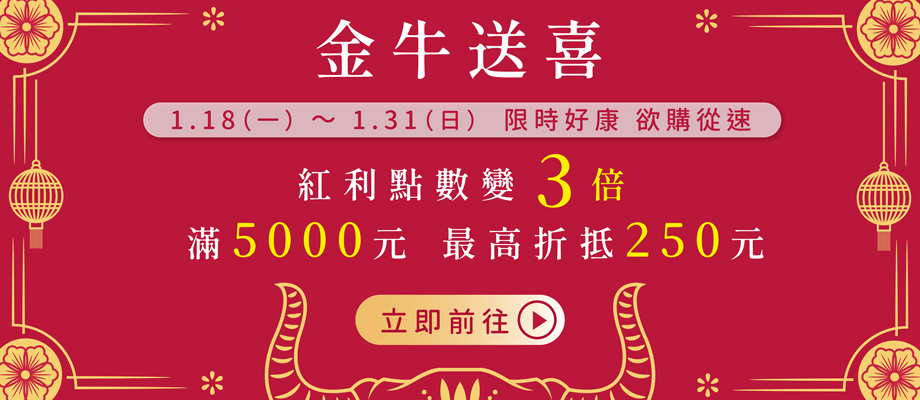 金牛送喜
1.18(一) ～ 1.31(日) 限時好康 欲購從速
紅利點數變 3 倍
滿5000元 最高折抵250元
立即前往